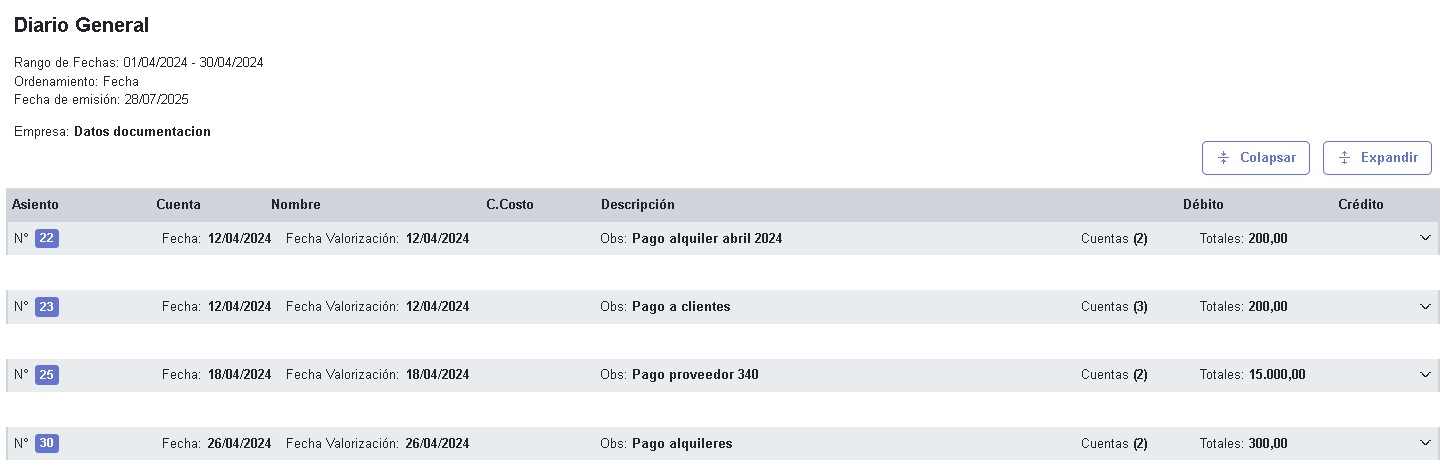 Diario General
Rango de Fechas: 01/04/2024 - 30/04/2024
Ordenamiento: Fecha
Fecha de emisión: 28/07/2025
Empresa: Datos documentacion
Colapsar Expandir
Asiento Cuenta Nombre C.Costo Descripción Débito Crédito
N° 22 Fecha: 12/04/2024 Fecha Valorización: 12/04/2024 Obs: Pago alquiler abril 2024 Cuentas (2) Totales: 200,00
N° 23 Fecha: 12/04/2024 Fecha Valorización: 12/04/2024 Obs: Pago a clientes Cuentas (3) Totales: 200,00
N° 25 Fecha: 18/04/2024 Fecha Valorización: 18/04/2024 Obs: Pago proveedor 340 Cuentas (2) Totales: 15.000,00
N° 30 Fecha: 26/04/2024 Fecha Valorización: 26/04/2024 Obs: Pago alquileres Cuentas (2) Totales: 300,00